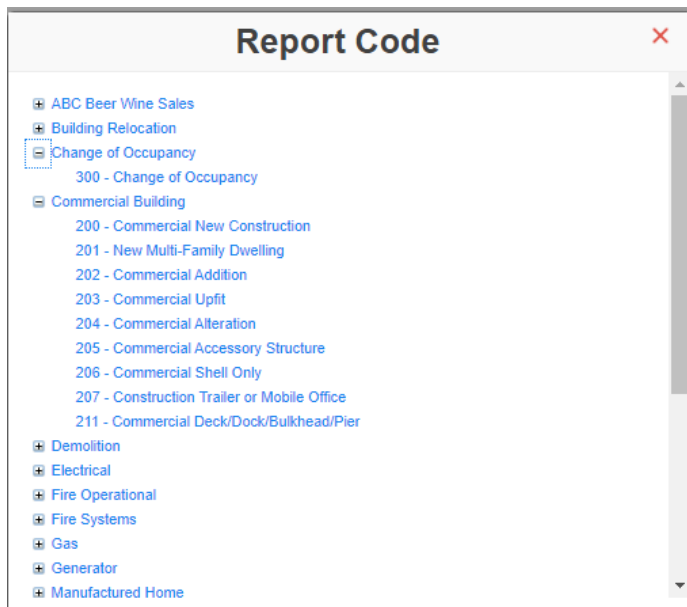 Report Code
ABC Beer Wine Sales
Building Relocation
Change of Occupancy
300 - Change of Occupancy
Commercial Building
200 - Commercial New Construction
201 - New Multi-Family Dwelling
202 - Commercial Addition
203 - Commercial Upfit
204 - Commercial Alteration
205 - Commercial Accessory Structure
206 - Commercial Shell Only
207 - Construction Trailer or Mobile Office
211 - Commercial Deck/Dock/Bulkhead/Pier
Demolition
Electrical
Fire Operational
Fire Systems
Gas
Generator
Manufactured Home